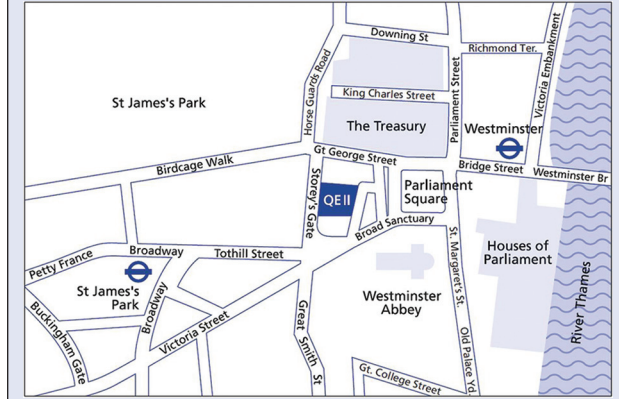 Downing St
Richmond Ter.
Victoria Embankment
Horse Guards Road
Parliament Street
King Charles Street
St James's Park
The Treasury
Westminster
Gt George Street
Birdcage Walk
Bridge Street
Westminster Br
Storey's Gate
QE II
Parliament
Square
Broad Sanctuary
Petty France
Broadway
Tothill Street
St. Margaret's St.
Houses of
Parliament
St James's
Park
Broadway
Westminster
Abbey
River Thames
Buckingham Gate
Victoria Street
Great Smith St
Old Palace Yd.
Gt. College Street